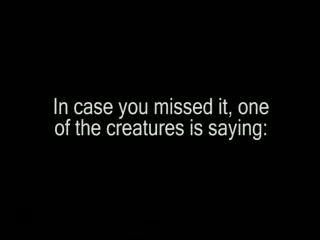 In case you missed it, one
of the creatures is saying: